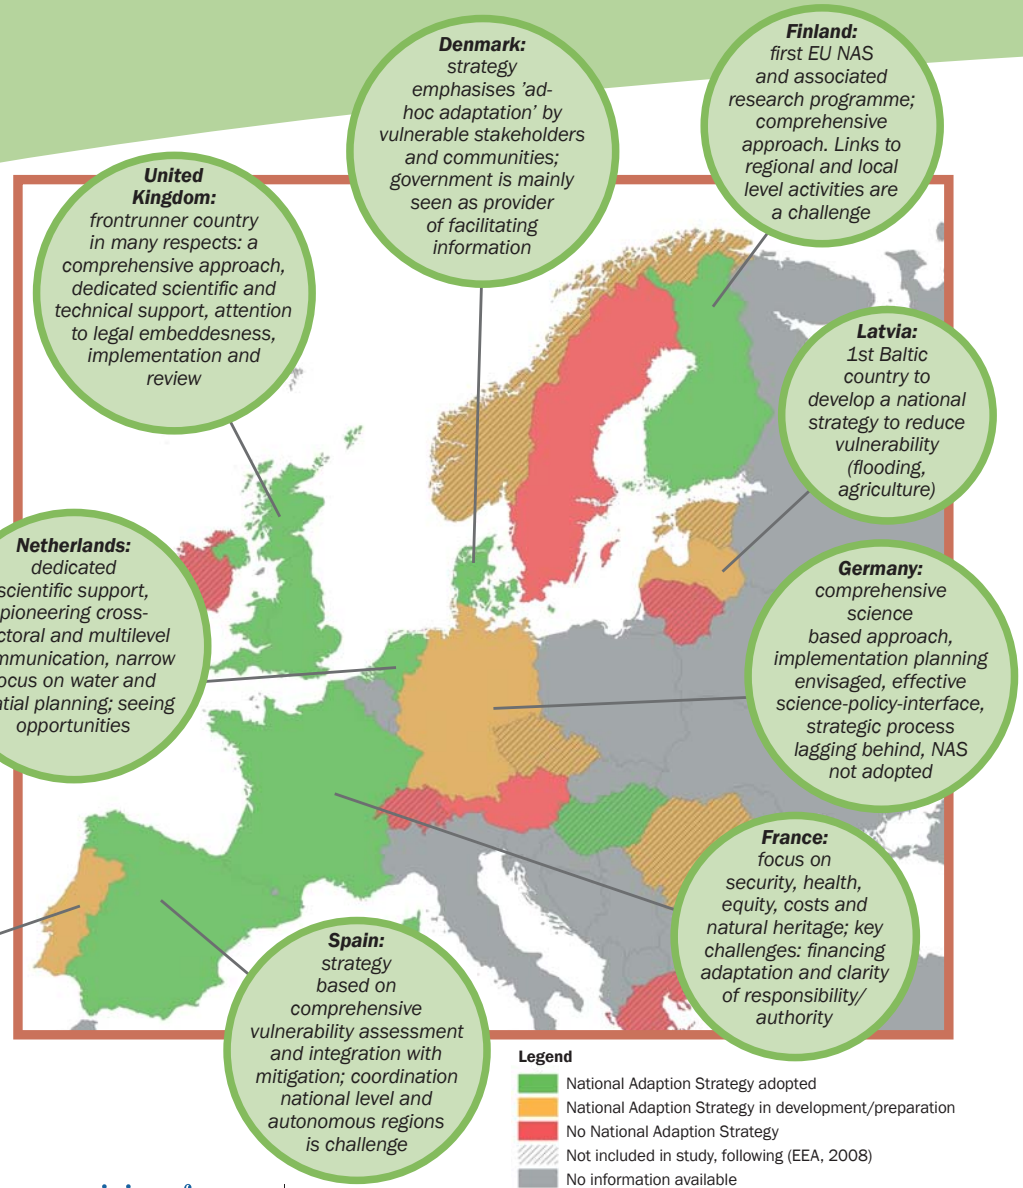 Denmark:
strategy
emphasises 'ad-
hoc adaptation' by
vulnerable stakeholders
and communities;
government is mainly
seen as provider
of facilitating
information
Finland:
first EU NAS
and associated
research programme;
comprehensive
approach. Links to
regional and local
level activities are
a challenge
United
Kingdom:
frontrunner country
in many respects: a
comprehensive approach,
dedicated scientific and
technical support, attention
to legal embeddesness,
implementation and
review
Latvia:
1st Baltic
country to
develop a national
strategy to reduce
vulnerability
(flooding,
agriculture)
Netherlands:
dedicated
scientific support,
pioneering cross-
and multilevel
narrow
on water and
planning; seeing
opportunities
Germany:
comprehensive
science
based approach,
implementation planning
envisaged, effective
science-policy-interface,
strategic process
lagging behind, NAS
not adopted
France:
focus on
security, health,
equity, costs and
natural heritage; key
challenges: financing
adaptation and clarity
of responsibility/
authority
Spain:
strategy
based on
comprehensive
vulnerability assessment
and integration with
mitigation; coordination
national level and
autonomous regions
is challenge
Legend
National Adaption Strategy adopted
National Adaption Strategy in development/preparation
No National Adaption Strategy
Not included in study, following (EEA, 2008)
No information available